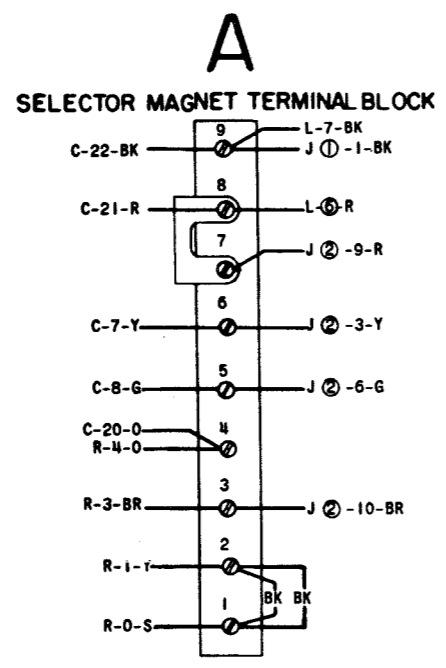 A
SELECTOR MAGNET TERMINAL BLOCK
9
L-7-BK
C-22-BK
J ① -1-BK
8
C-21-R
L-⑥-R
7
J ② -9-R
6
C-7-Y
J ② -3-Y
5
C-8-G
J ② -6-G
C-20-O
4
R-4-O
3
R-3-BR
J ② -10-BR
2
R-1-Y
BK BK
1
R-0-S